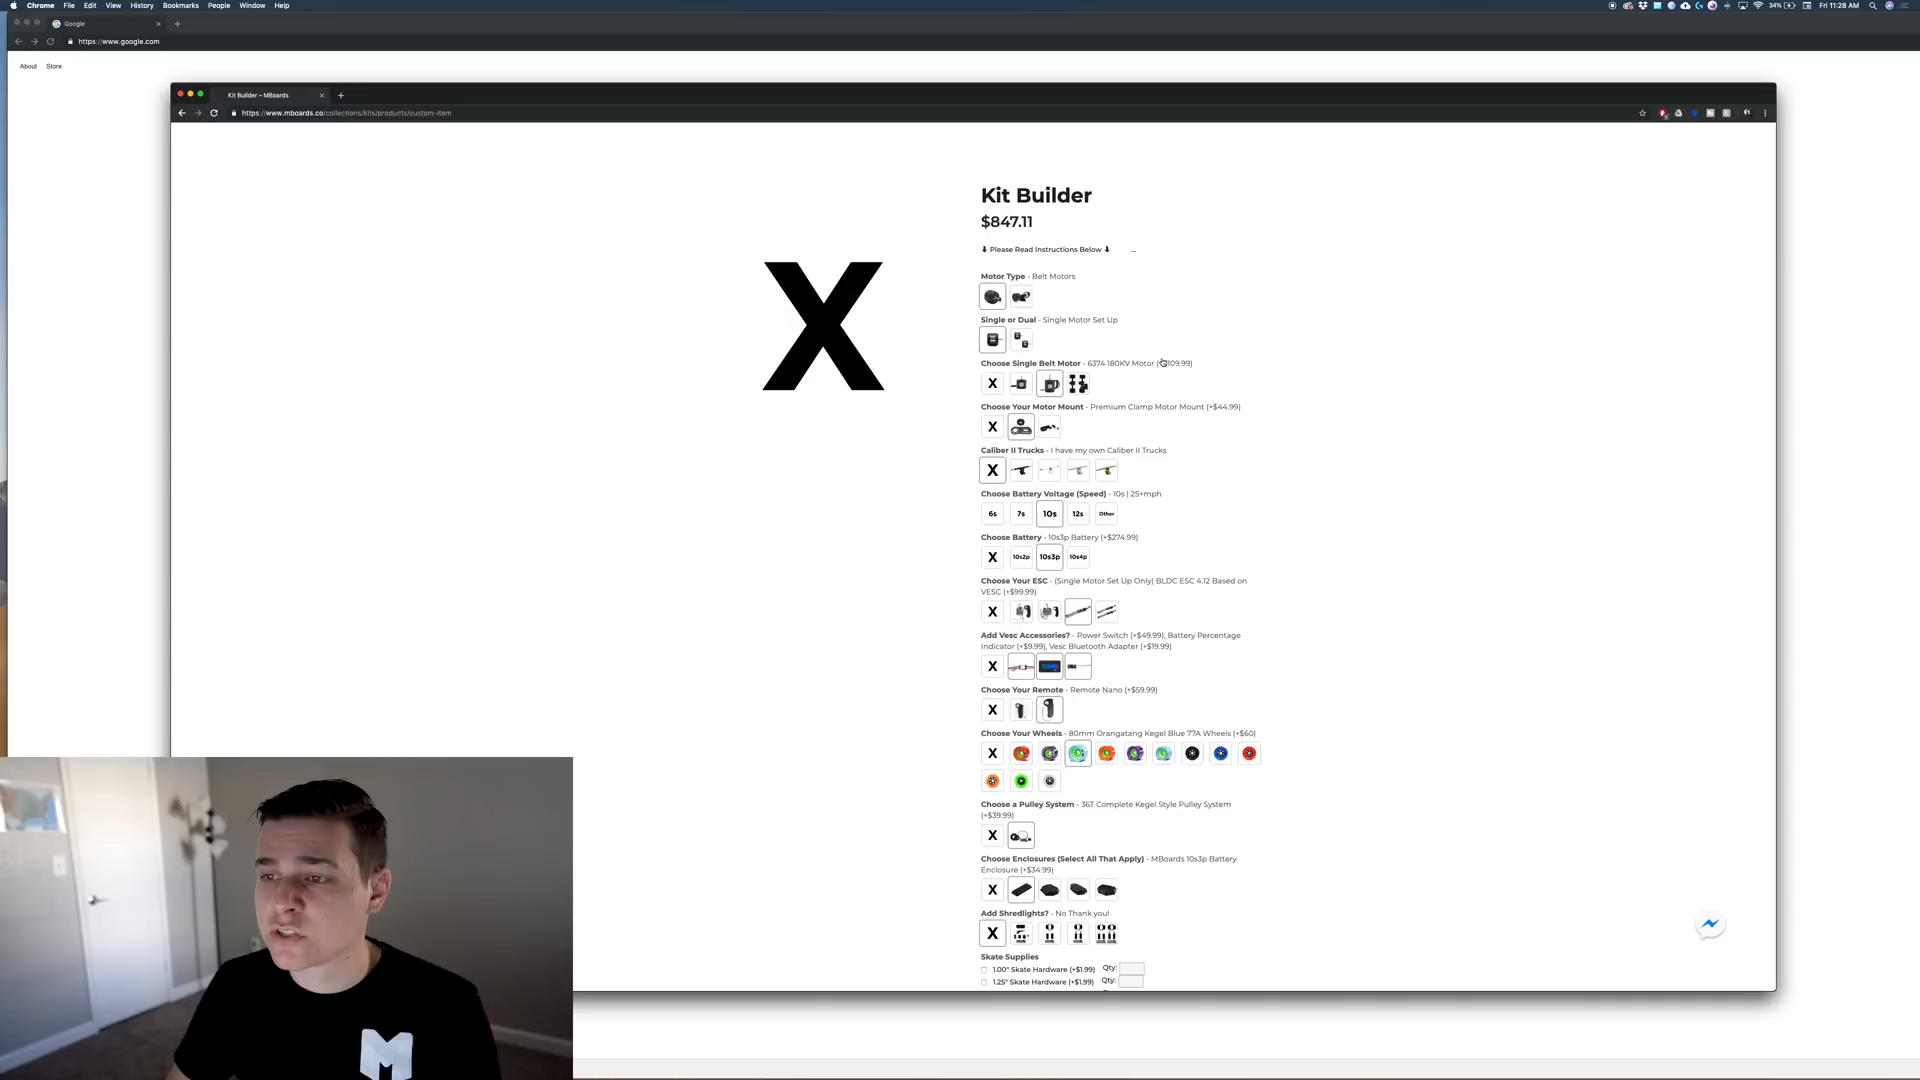 Chrome File Edit View History Bookmarks People Window Help
34% Fri 11:28 AM
Google
https://www.google.com
About Store
Kit Builder – MBoards
https://www.mboards.co/collections/kits/products/custom-item
X
Kit Builder
$847.11
⬇ Please Read Instructions Below ⬇ ...
Motor Type - Belt Motors
Single or Dual - Single Motor Set Up
Choose Single Belt Motor - 6374 180KV Motor (109.99)
X
Choose Your Motor Mount - Premium Clamp Motor Mount (+$44.99)
X
Caliber II Trucks - I have my own Caliber II Trucks
X
Choose Battery Voltage (Speed) - 10s | 25+mph
6s 7s 10s 12s Other
Choose Battery - 10s3p Battery (+$274.99)
X 10s2p 10s3p 10s4p
Choose Your ESC - (Single Motor Set Up Only) BLDC ESC 4.12 Based on
VESC (+$99.99)
X
Add Vesc Accessories? - Power Switch (+$49.99), Battery Percentage
Indicator (+$9.99), Vesc Bluetooth Adapter (+$19.99)
X
Choose Your Remote - Remote Nano (+$59.99)
X
Choose Your Wheels - 80mm Orangatang Kegel Blue 77A Wheels (+$60)
X
Choose a Pulley System - 36T Complete Kegel Style Pulley System
(+$39.99)
X
Choose Enclosures (Select All That Apply) - MBoards 10s3p Battery
Enclosure (+$34.99)
X
Add Shredlights? - No Thank you!
X
Skate Supplies
1.00" Skate Hardware (+$1.99) Qty:
1.25" Skate Hardware (+$1.99) Qty:
M